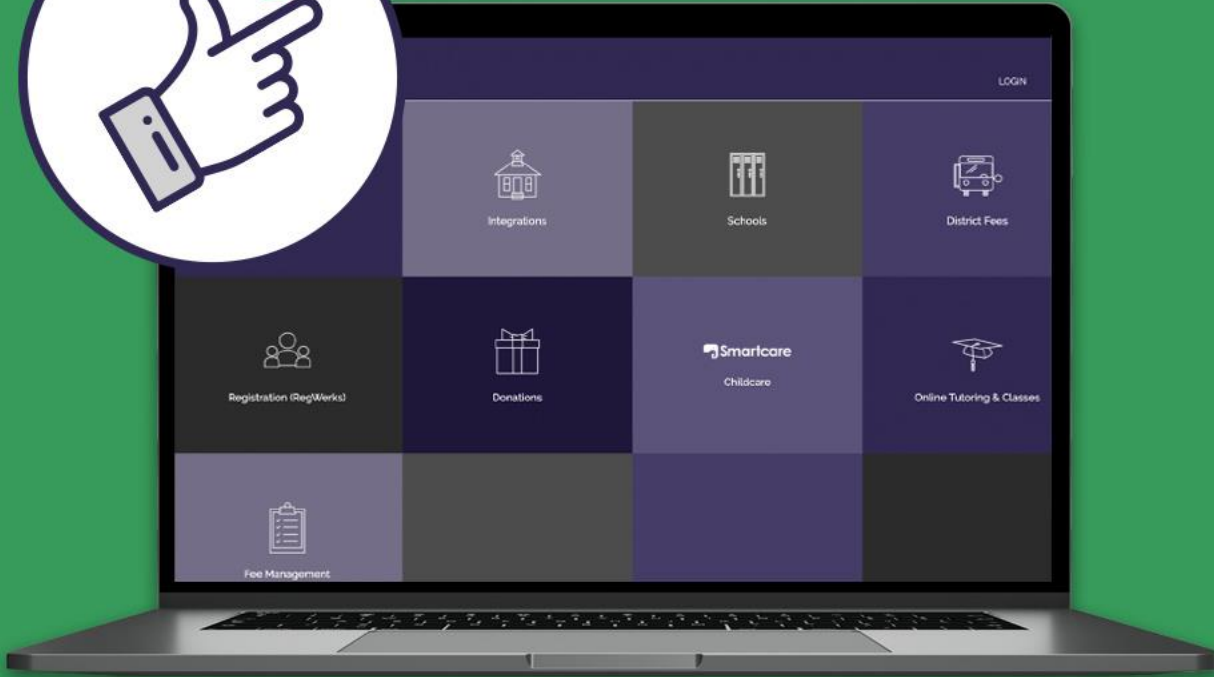 LOGIN
Integrations
Schools
District Fees
Registration (RegWerks)
Donations
Smartcare
Childcare
Online Tutoring & Classes
Fee Management